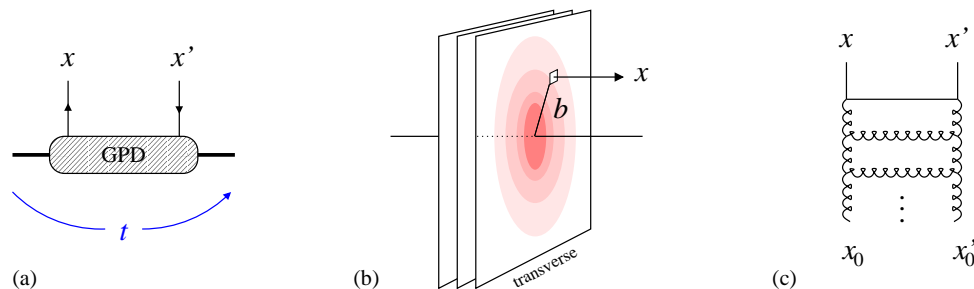 x x'
GPD
t
(a)
x
b
transverse
(b)
x x'
x₀ x₀'
(c)